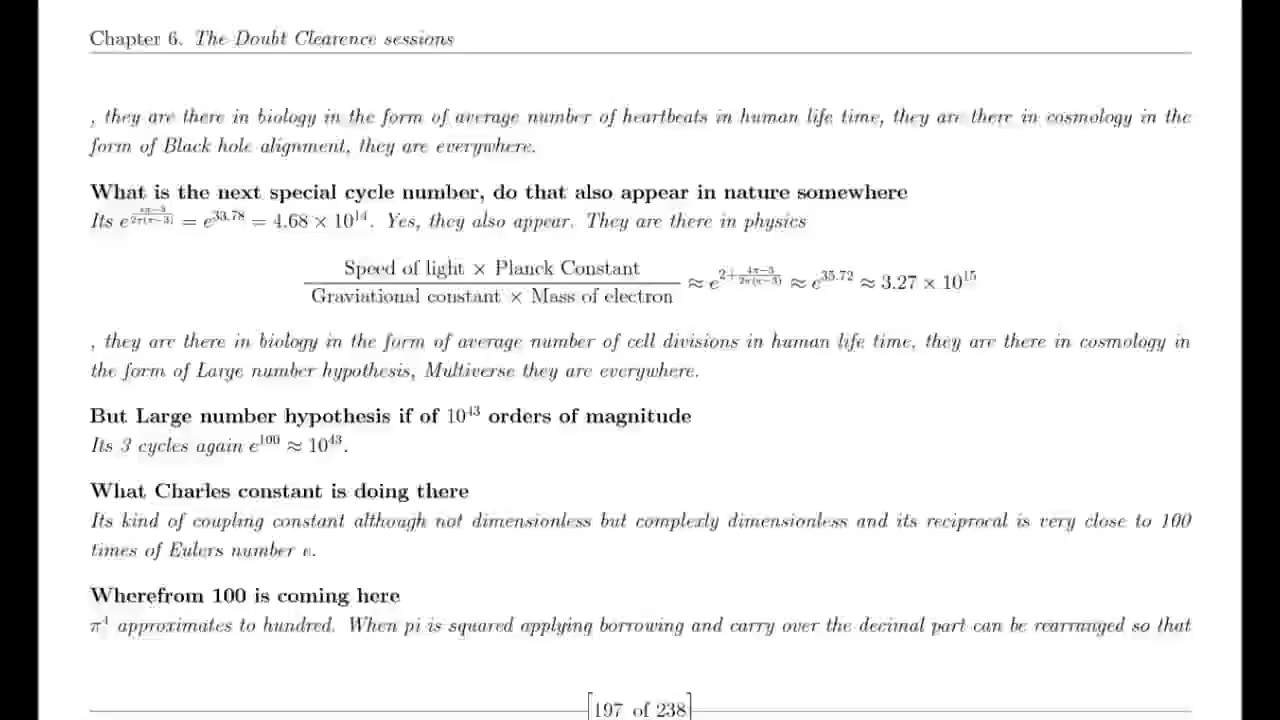 Chapter 6. The Doubt Clearence sessions
, they are there in biology in the form of average number of heartbeats in human life time, they are there in cosmology in the
form of Black hole alignment, they are everywhere.
What is the next special cycle number, do that also appear in nature somewhere
Its e^{/2π(π−3)} = e^{33.78} = 4.68 × 10^{14}. Yes, they also appear. They are there in physics
Speed of light × Planck Constant
≈ e^{2+/2π(π−3)} ≈ e^{35.72} ≈ 3.27 × 10^{15}
Graviational constant × Mass of electron
, they are there in biology in the form of average number of cell divisions in human life time, they are there in cosmology in
the form of Large number hypothesis, Multiverse they are everywhere.
But Large number hypothesis if of 10^{43} orders of magnitude
Its 3 cycles again e^{100} ≈ 10^{43}.
What Charles constant is doing there
Its kind of coupling constant although not dimensionless but complexly dimensionless and its reciprocal is very close to 100
times of Eulers number e.
Wherefrom 100 is coming here
π^{4} approximates to hundred. When pi is squared applying borrowing and carry over the decimal part can be rearranged so that
[197 of 238]